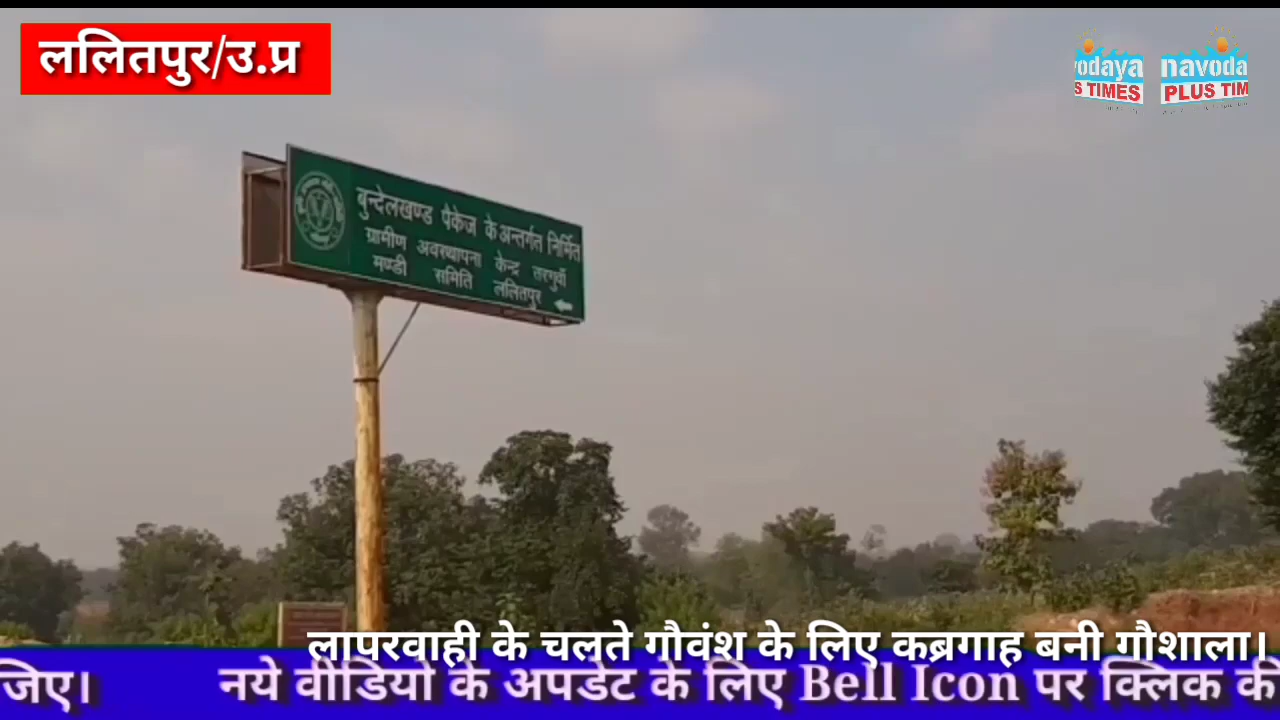 ललितपुर/उ.प्र
vodaya navoda
S TIMES PLUS TIM
बुन्देलखण्ड पैकेज के अन्तर्गत निर्मित
ग्रामीण अवस्थापना केन्द्र
मण्डी समिति ललितपुर
लापरवाही के चलते गौवंश के लिए कब्रगाह बनी गौशाला।
जिए। नये वीडियो के अपडेट के लिए Bell Icon पर क्लिक की